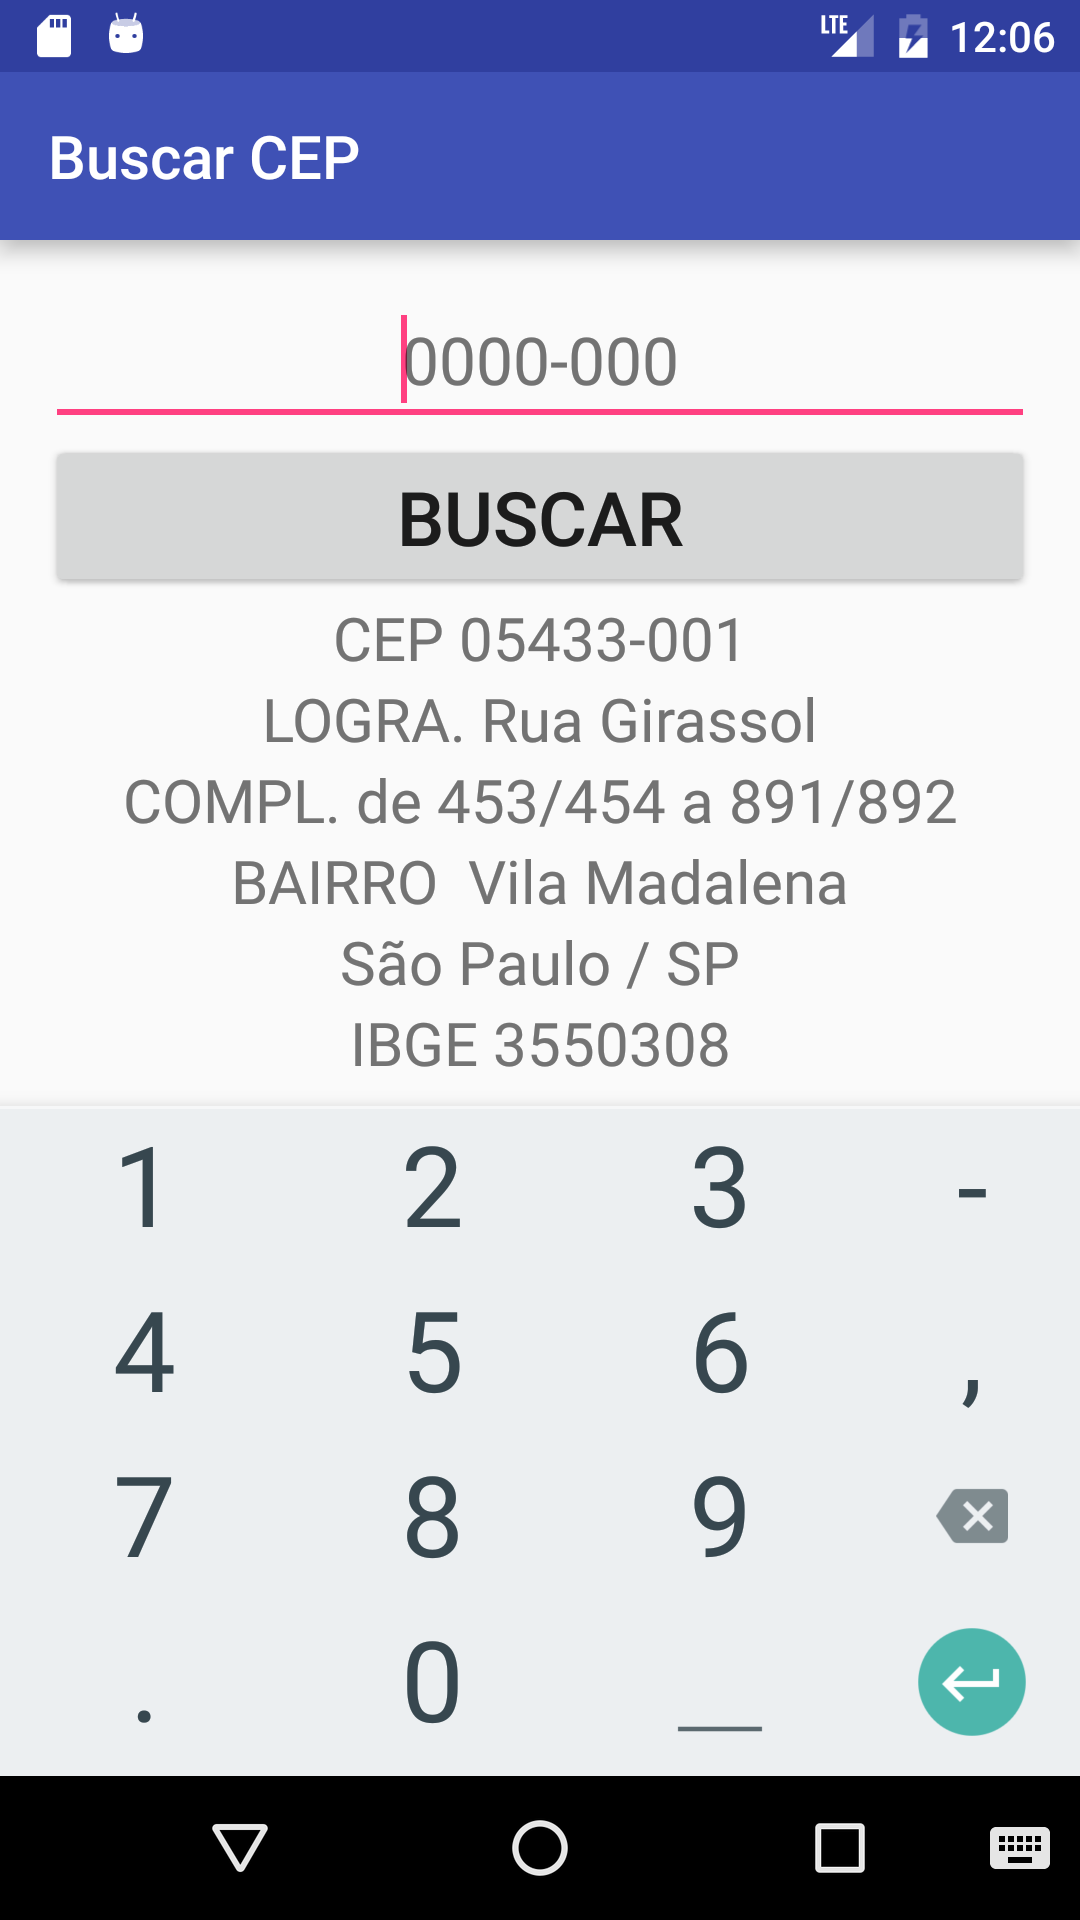 LTE 12:06
Buscar CEP
0000-000
BUSCAR
CEP 05433-001
LOGRA. Rua Girassol
COMPL. de 453/454 a 891/892
BAIRRO  Vila Madalena
São Paulo / SP
IBGE 3550308
1 2 3 -
4 5 6 ,
7 8 9
. 0